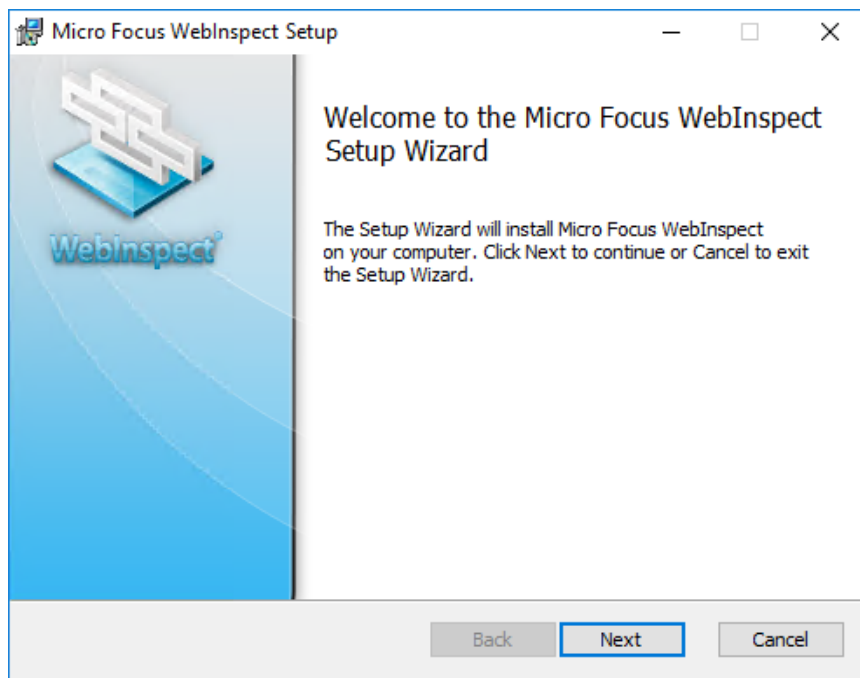 Micro Focus WebInspect Setup
WebInspect®
Welcome to the Micro Focus WebInspect
Setup Wizard
The Setup Wizard will install Micro Focus WebInspect
on your computer. Click Next to continue or Cancel to exit
the Setup Wizard.
Back
Next
Cancel